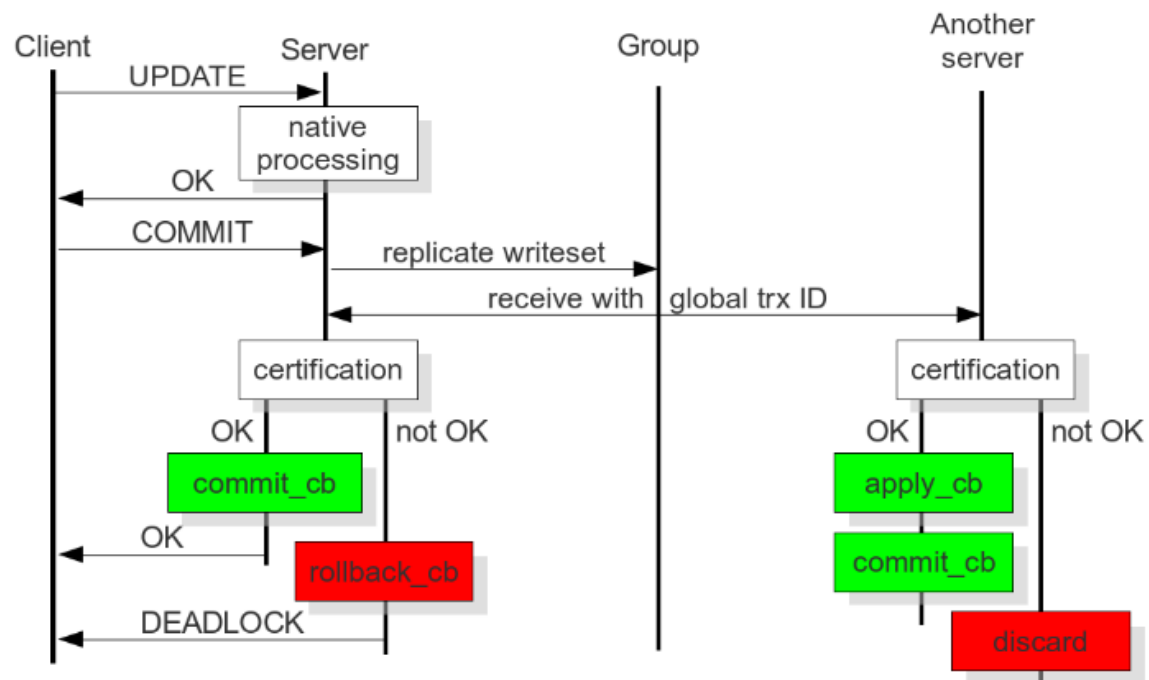 Client
Server
Group
Another
server
UPDATE
native
processing
OK
COMMIT
replicate writeset
receive with global trx ID
certification
certification
OK
not OK
OK
not OK
commit_cb
apply_cb
OK
rollback_cb
commit_cb
DEADLOCK
discard